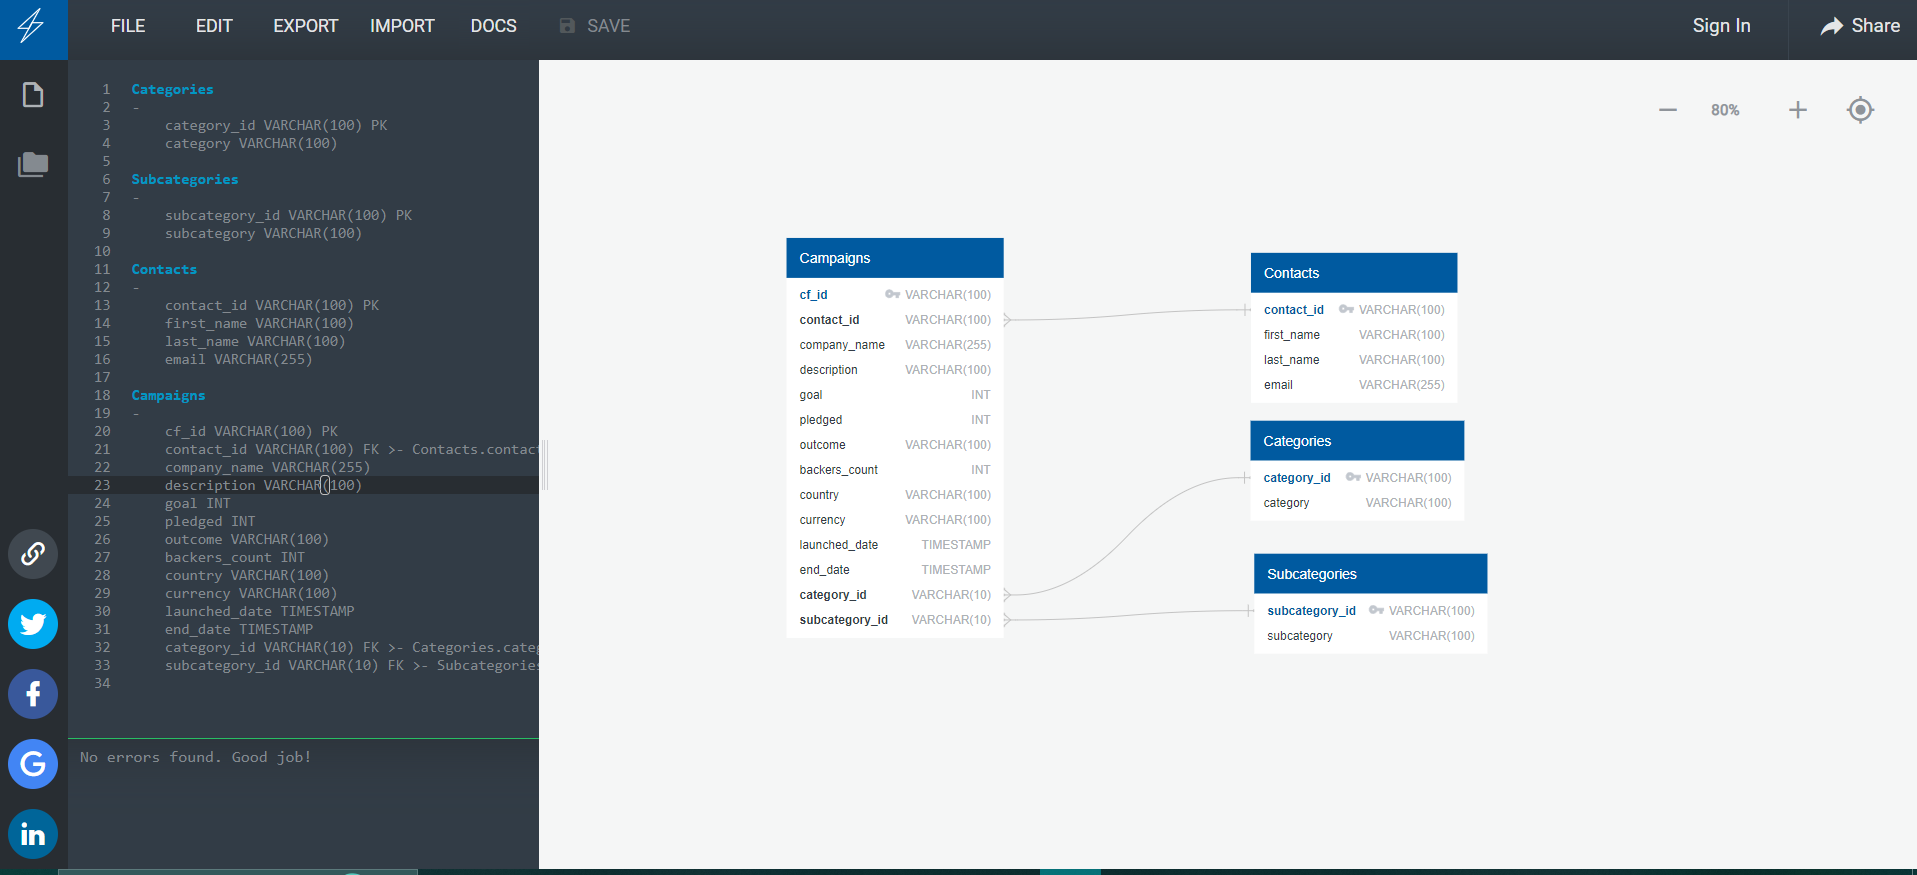 FILE EDIT EXPORT IMPORT DOCS SAVE Sign In Share
1 Categories
2 -
3 category_id VARCHAR(100) PK
4 category VARCHAR(100)
5
6 Subcategories
7 -
8 subcategory_id VARCHAR(100) PK
9 subcategory VARCHAR(100)
10
11 Contacts
12 -
13 contact_id VARCHAR(100) PK
14 first_name VARCHAR(100)
15 last_name VARCHAR(100)
16 email VARCHAR(255)
17
18 Campaigns
19 -
20 cf_id VARCHAR(100) PK
21 contact_id VARCHAR(100) FK >- Contacts.contact
22 company_name VARCHAR(255)
23 description VARCHAR(100)
24 goal INT
25 pledged INT
26 outcome VARCHAR(100)
27 backers_count INT
28 country VARCHAR(100)
29 currency VARCHAR(100)
30 launched_date TIMESTAMP
31 end_date TIMESTAMP
32 category_id VARCHAR(10) FK >- Categories.categ
33 subcategory_id VARCHAR(10) FK >- Subcategories
34
No errors found. Good job!
80%
Campaigns
cf_id VARCHAR(100)
contact_id VARCHAR(100)
company_name VARCHAR(255)
description VARCHAR(100)
goal INT
pledged INT
outcome VARCHAR(100)
backers_count INT
country VARCHAR(100)
currency VARCHAR(100)
launched_date TIMESTAMP
end_date TIMESTAMP
category_id VARCHAR(10)
subcategory_id VARCHAR(10)
Contacts
contact_id VARCHAR(100)
first_name VARCHAR(100)
last_name VARCHAR(100)
email VARCHAR(255)
Categories
category_id VARCHAR(100)
category VARCHAR(100)
Subcategories
subcategory_id VARCHAR(100)
subcategory VARCHAR(100)